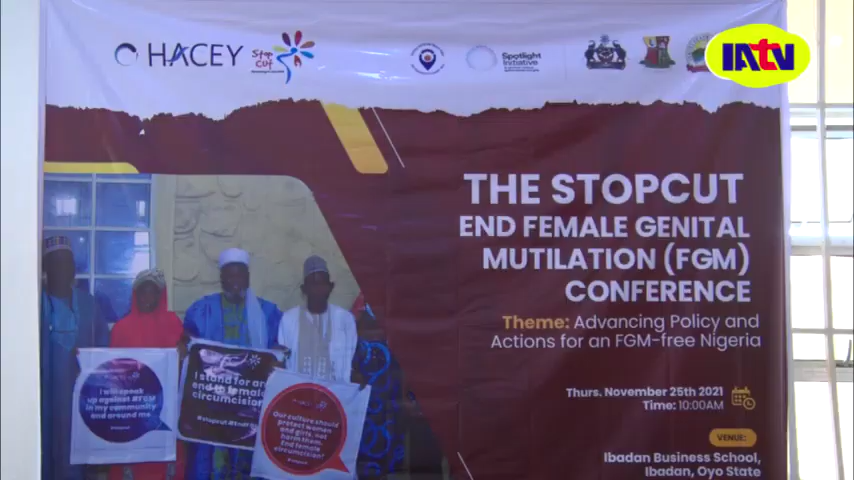 HACEY
Stop
Cut
Spotlight
Initiative
IATV
THE STOPCUT
END FEMALE GENITAL
MUTILATION (FGM)
CONFERENCE
Theme: Advancing Policy and
Actions for an FGM-free Nigeria
Thurs. November 25th 2021
Time: 10:00AM
VENUE:
Ibadan Business School,
Ibadan, Oyo State
I will speak
up against #FGM
in my community
and around me
I stand for an
end to female
circumcision
Our culture should
protect women
and girls, not
harm them.
End female
circumcision!